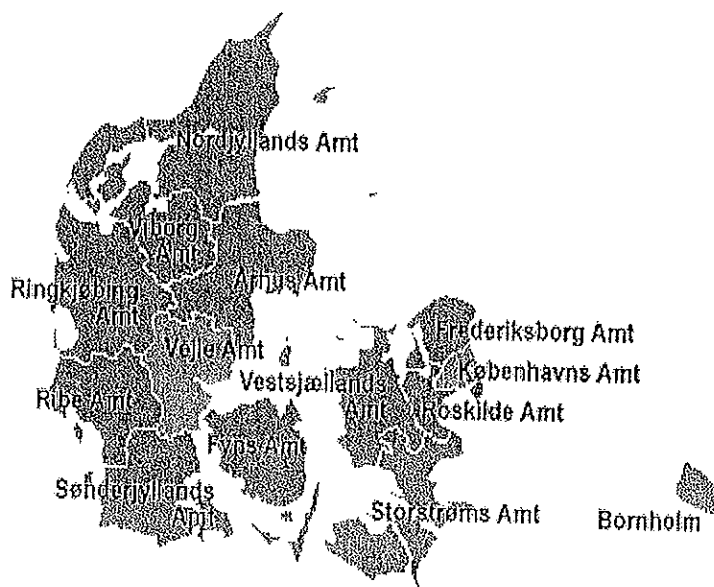 Nordjyllands Amt
Viborg
Amt
Århus Amt
Ringkjøbing
Amt
Frederiksborg Amt
Vejle Amt
Københavns Amt
Vestsjællands
Amt
Ribe Amt
Roskilde Amt
Fyns Amt
Sønderjyllands
Amt
Storstrøms Amt
Bornholm